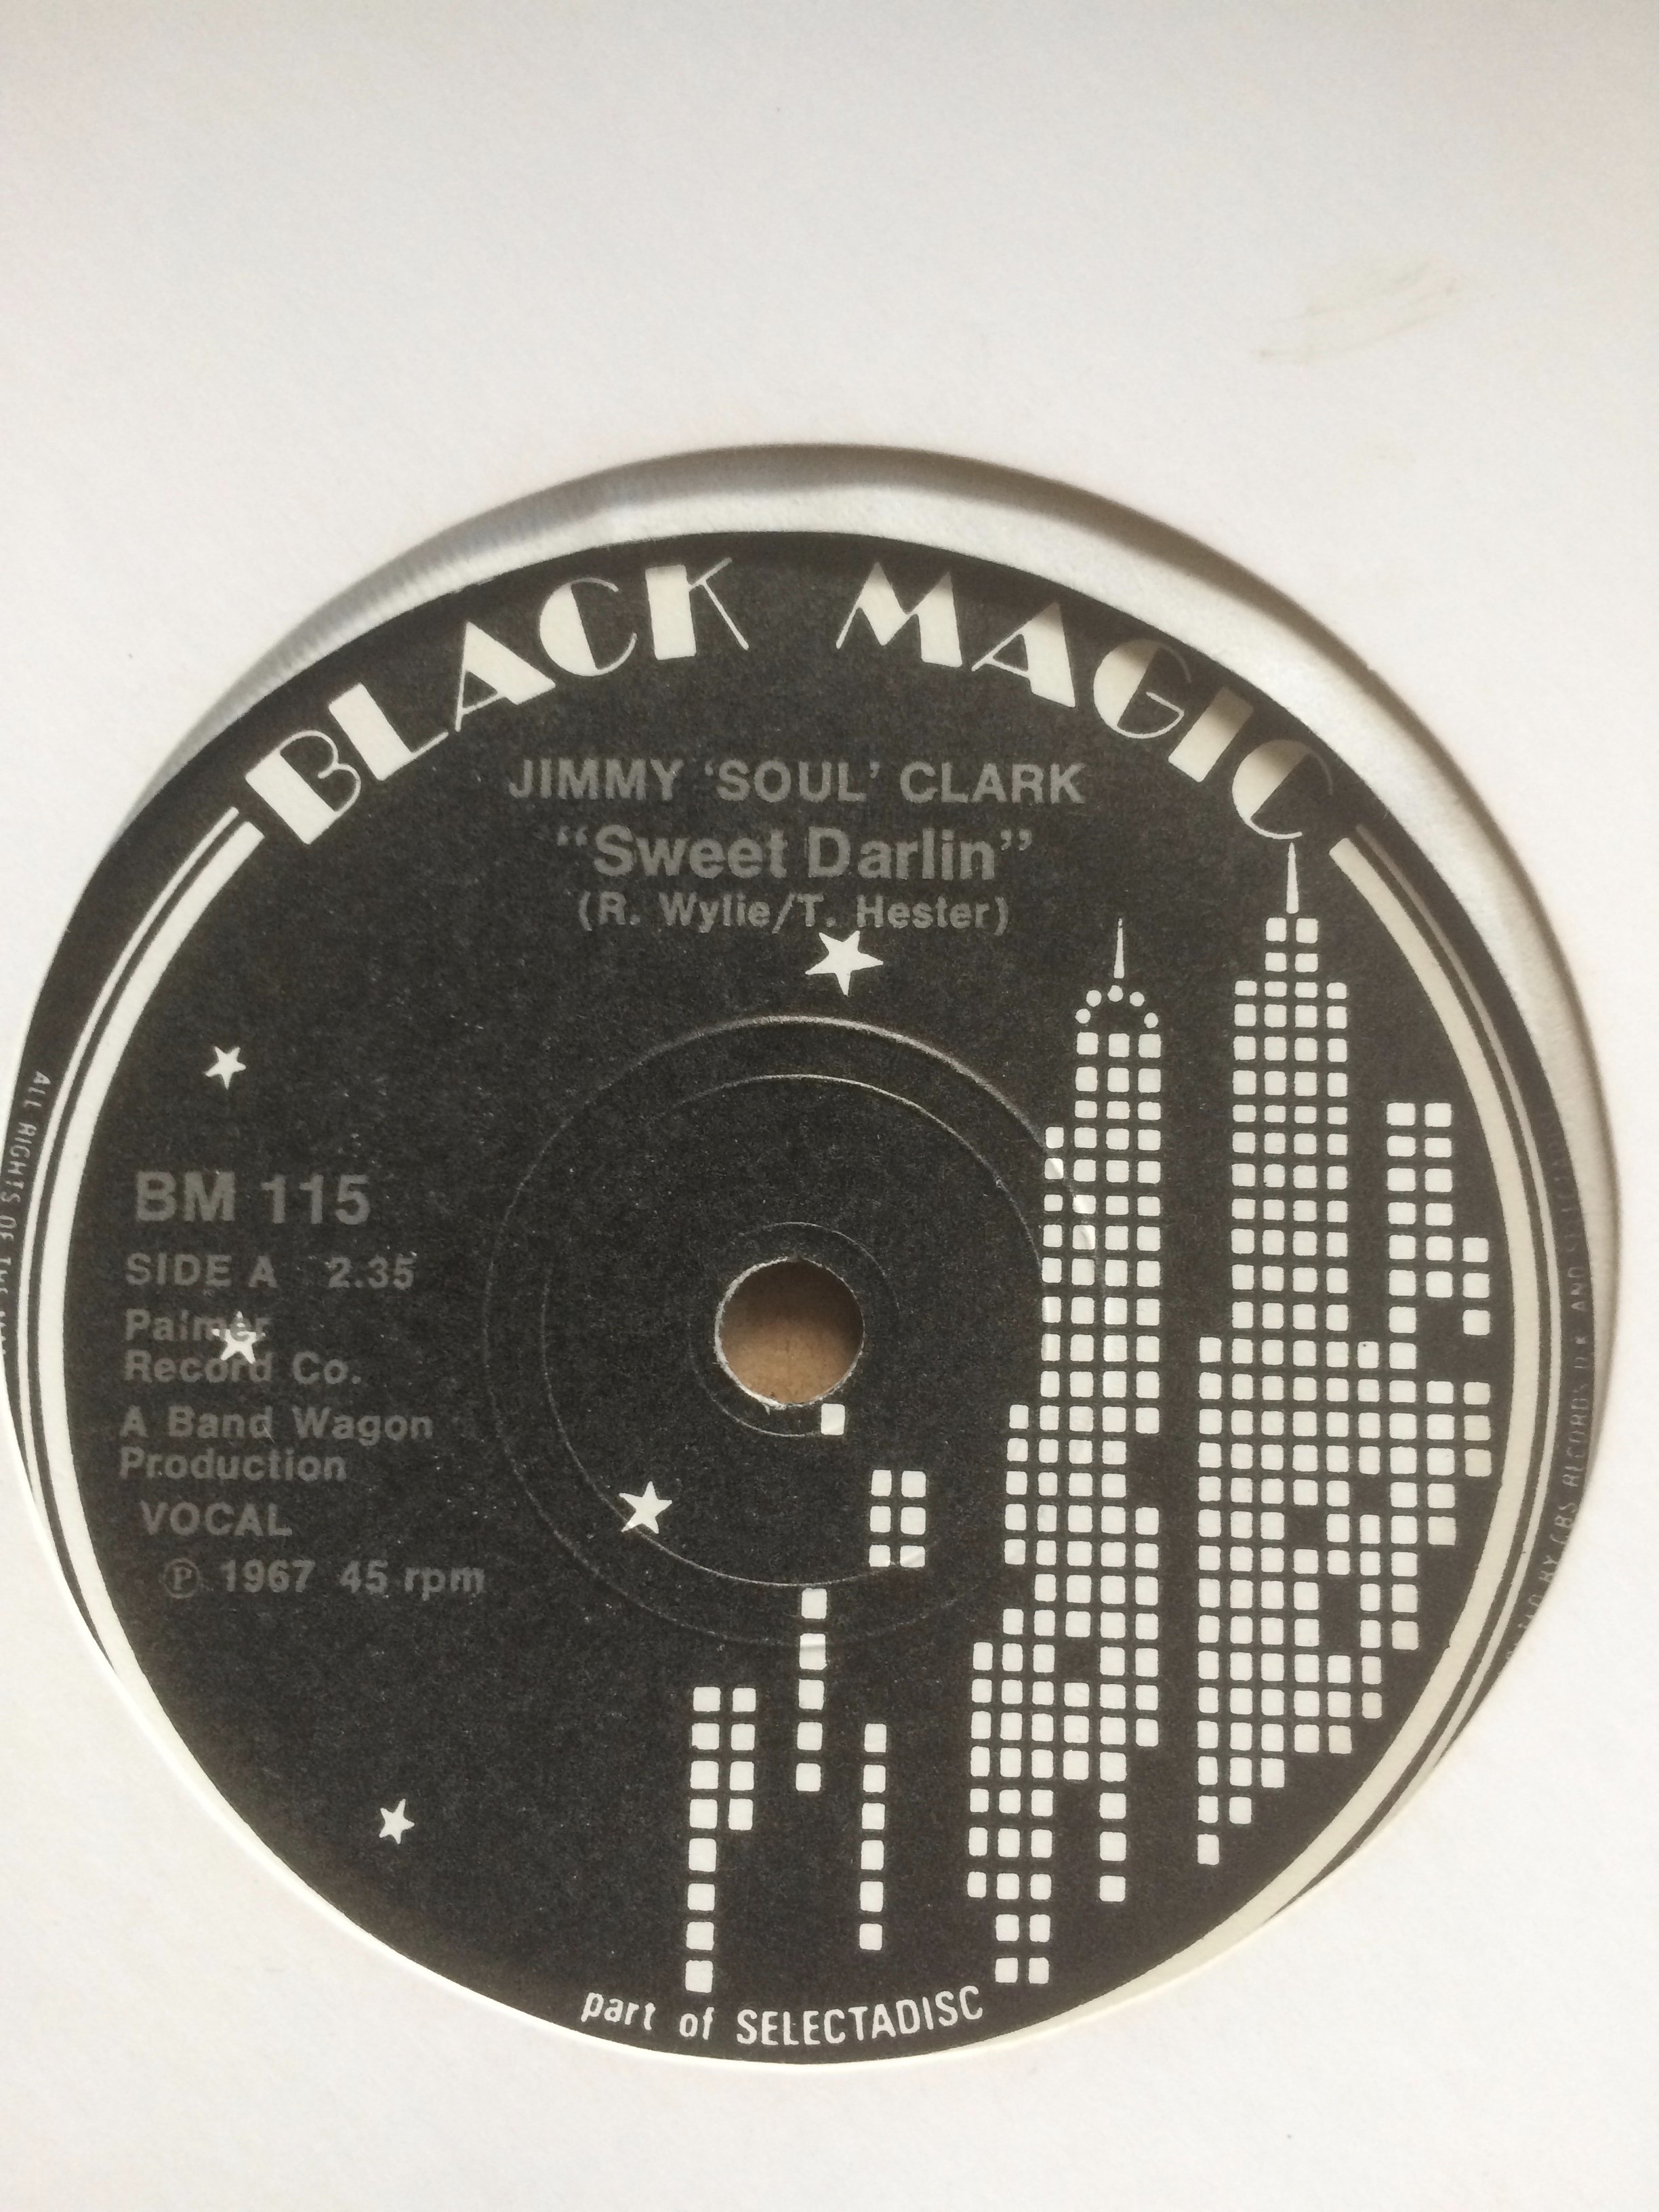 BLACK MAGIC
JIMMY ‘SOUL’ CLARK
“Sweet Darlin”
(R. Wylie/T. Hester)
BM 115
SIDE A 2.35
Palmer
Record Co.
A Band Wagon
Production
VOCAL
℗ 1967 45 rpm
part of SELECTADISC
ALL RIGHTS OF THE
BY CBS RECORDS U.K. AND